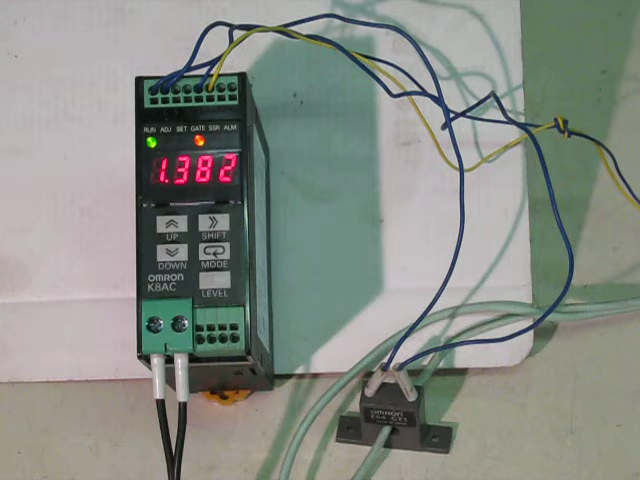 RUN ADJ SET GATE SSR ALM
1.382
UP SHIFT
DOWN MODE
OMRON
K8AC LEVEL
OMRON